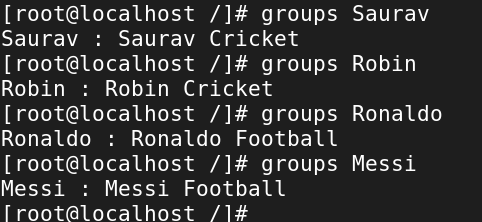 [root@localhost /]# groups Saurav
Saurav : Saurav Cricket
[root@localhost /]# groups Robin
Robin : Robin Cricket
[root@localhost /]# groups Ronaldo
Ronaldo : Ronaldo Football
[root@localhost /]# groups Messi
Messi : Messi Football
[root@localhost /]#